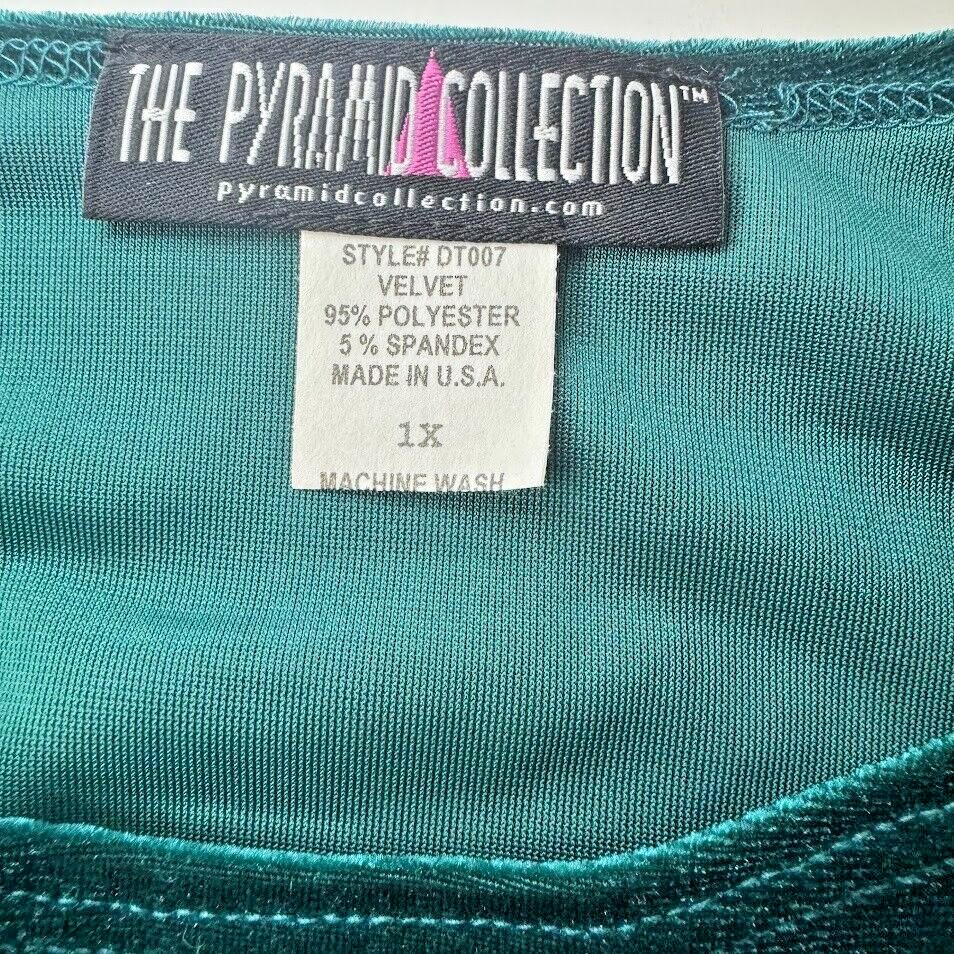 THE PYRAMID COLLECTION™
pyramidcollection.com
STYLE# DT007
VELVET
95% POLYESTER
5 % SPANDEX
MADE IN U.S.A.
1X
MACHINE WASH